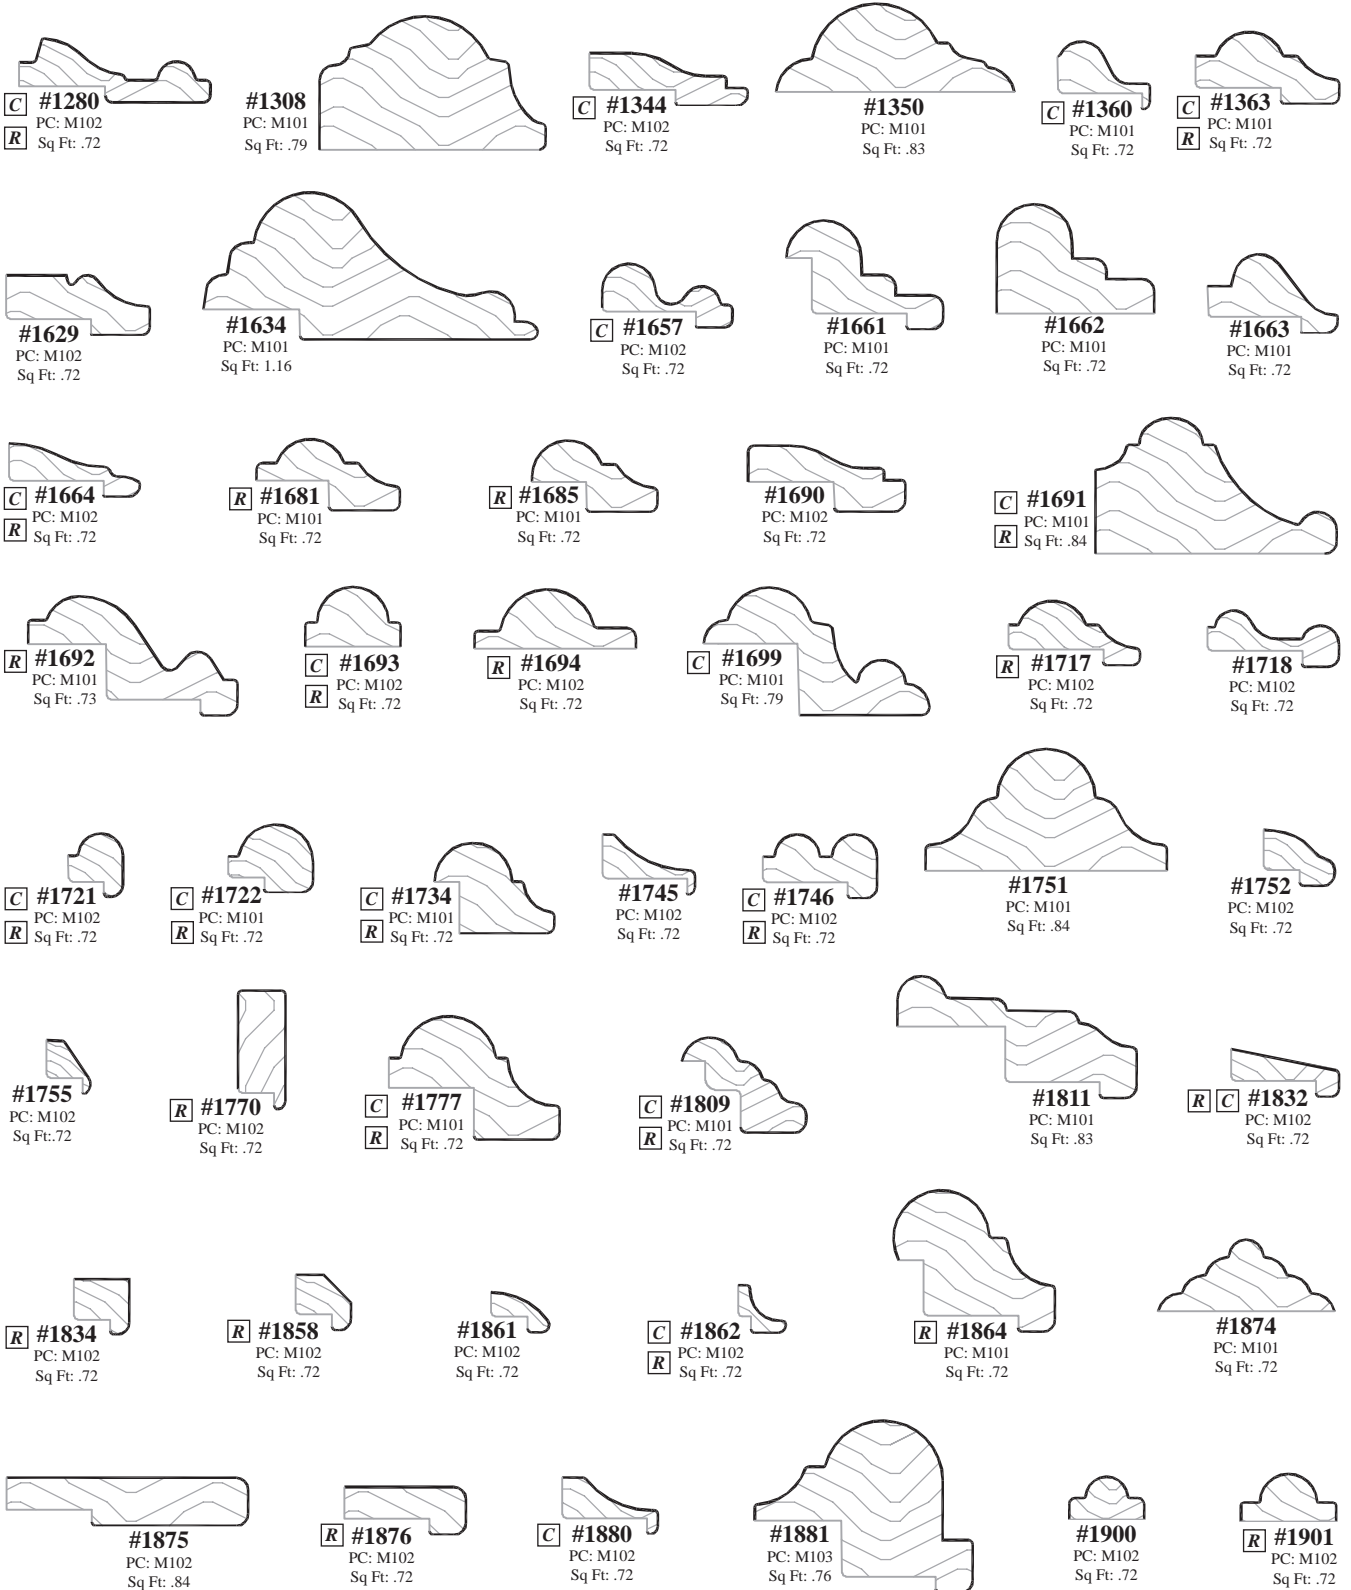 C #1280
PC: M102
R Sq Ft: .72
#1308
PC: M101
Sq Ft: .79
C #1344
PC: M102
Sq Ft: .72
#1350
PC: M101
Sq Ft: .83
C #1360
PC: M101
Sq Ft: .72
C #1363
PC: M101
R Sq Ft: .72
#1629
PC: M102
Sq Ft: .72
#1634
PC: M101
Sq Ft: 1.16
C #1657
PC: M102
Sq Ft: .72
#1661
PC: M101
Sq Ft: .72
#1662
PC: M101
Sq Ft: .72
#1663
PC: M101
Sq Ft: .72
C #1664
PC: M102
R Sq Ft: .72
R #1681
PC: M101
Sq Ft: .72
R #1685
PC: M101
Sq Ft: .72
#1690
PC: M102
Sq Ft: .72
C #1691
PC: M101
R Sq Ft: .84
R #1692
PC: M101
Sq Ft: .73
C #1693
PC: M102
R Sq Ft: .72
R #1694
PC: M102
Sq Ft: .72
C #1699
PC: M101
Sq Ft: .79
R #1717
PC: M102
Sq Ft: .72
#1718
PC: M102
Sq Ft: .72
C #1721
PC: M102
R Sq Ft: .72
C #1722
PC: M101
R Sq Ft: .72
C #1734
PC: M101
R Sq Ft: .72
#1745
PC: M102
Sq Ft: .72
C #1746
PC: M102
R Sq Ft: .72
#1751
PC: M101
Sq Ft: .84
#1752
PC: M102
Sq Ft: .72
#1755
PC: M102
Sq Ft:.72
R #1770
PC: M102
Sq Ft: .72
C #1777
PC: M101
R Sq Ft: .72
C #1809
PC: M101
R Sq Ft: .72
#1811
PC: M101
Sq Ft: .83
R C #1832
PC: M102
Sq Ft: .72
R #1834
PC: M102
Sq Ft: .72
R #1858
PC: M102
Sq Ft: .72
#1861
PC: M102
Sq Ft: .72
C #1862
PC: M102
R Sq Ft: .72
R #1864
PC: M101
Sq Ft: .72
#1874
PC: M101
Sq Ft: .72
#1875
PC: M102
Sq Ft: .84
R #1876
PC: M102
Sq Ft: .72
C #1880
PC: M102
Sq Ft: .72
#1881
PC: M103
Sq Ft: .76
#1900
PC: M102
Sq Ft: .72
R #1901
PC: M102
Sq Ft: .72